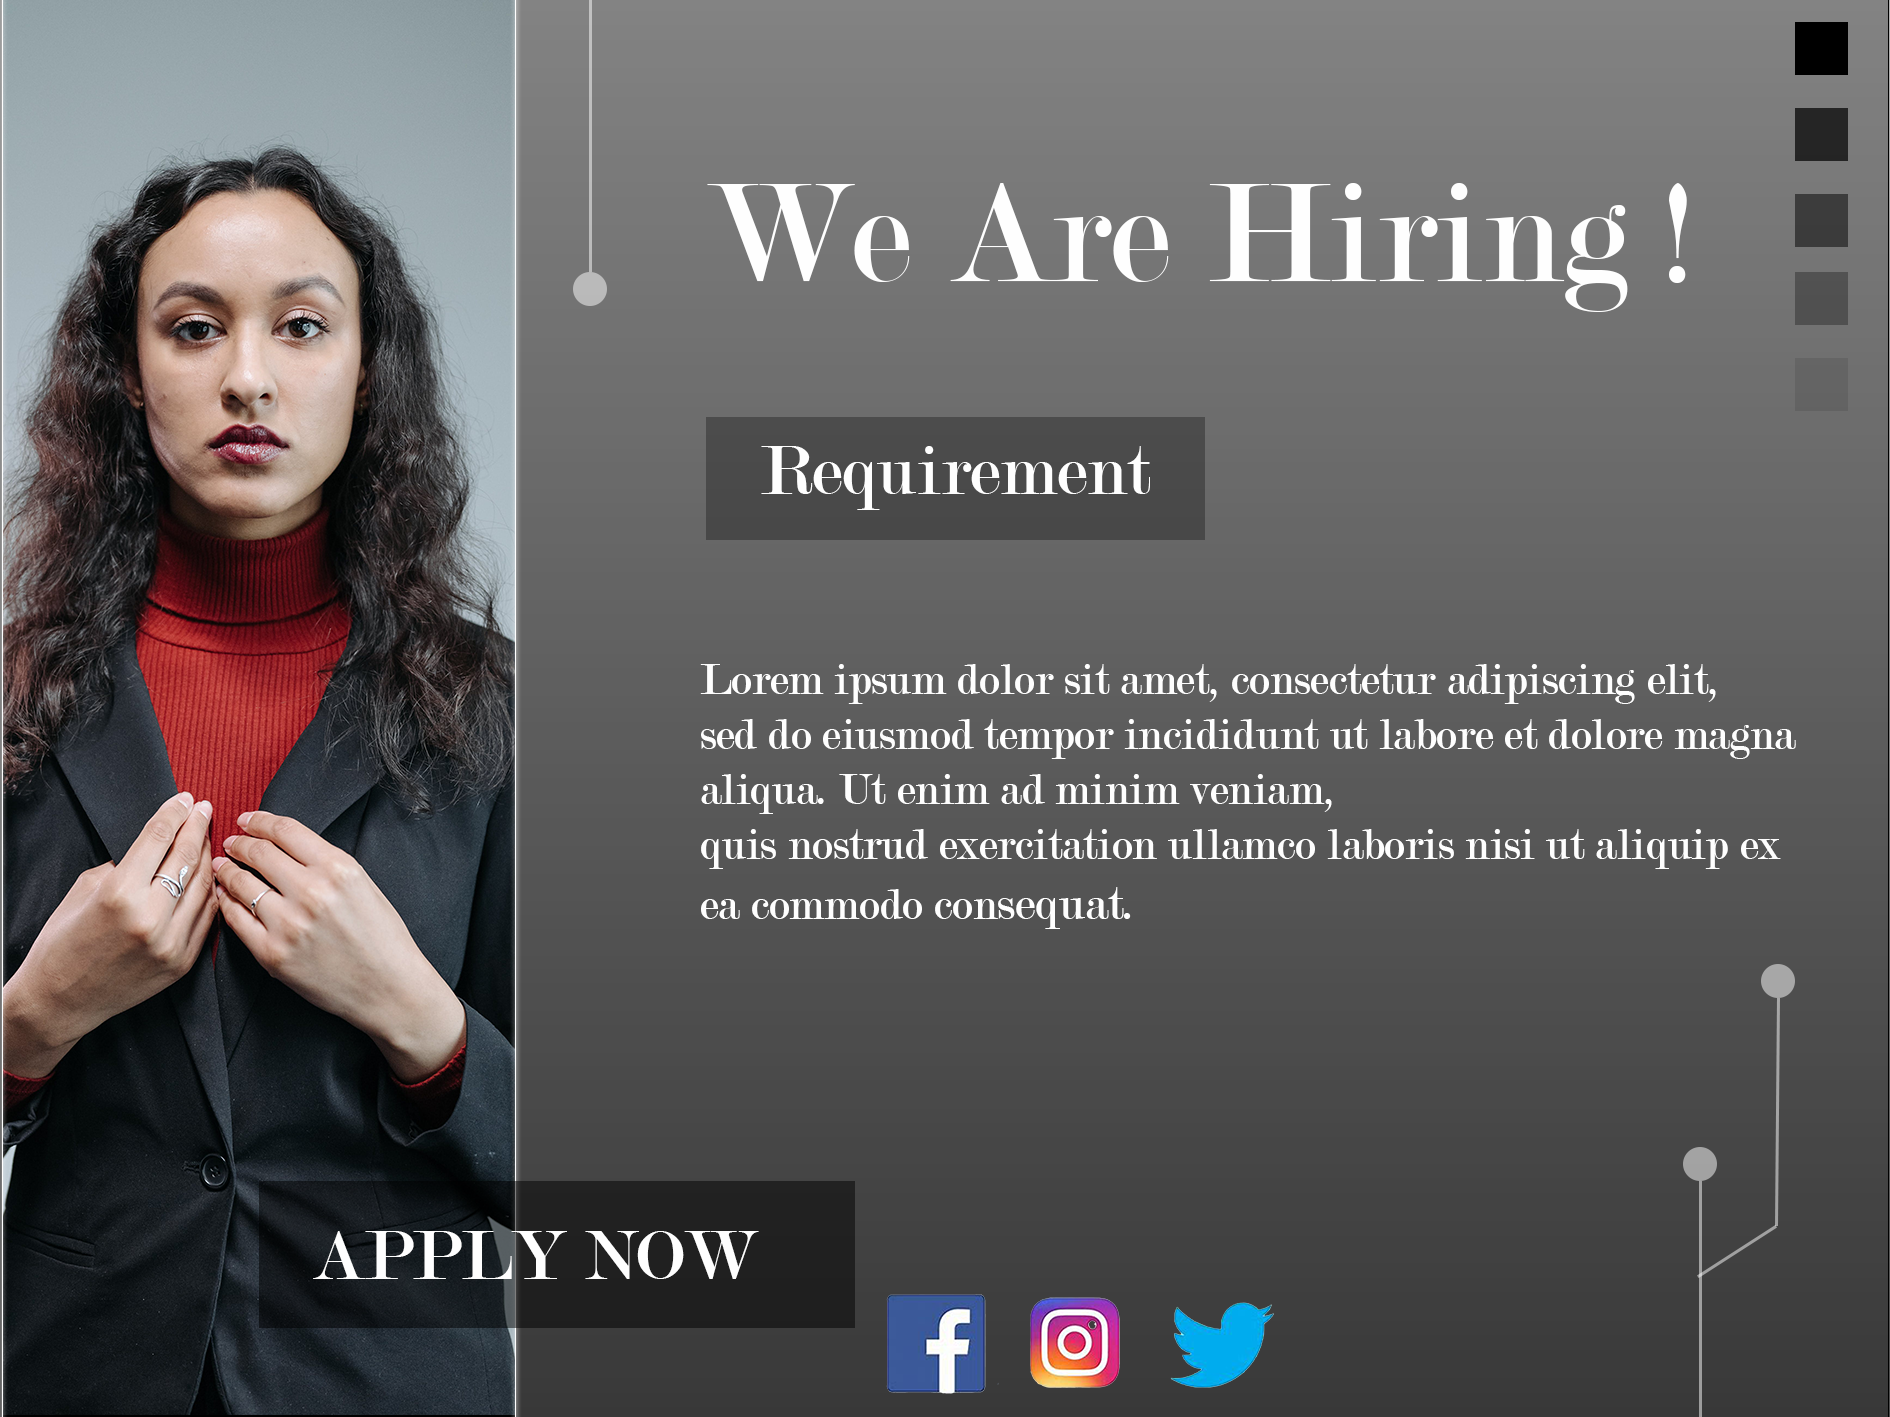 We Are Hiring !
Requirement
Lorem ipsum dolor sit amet, consectetur adipiscing elit,
sed do eiusmod tempor incididunt ut labore et dolore magna
aliqua. Ut enim ad minim veniam,
quis nostrud exercitation ullamco laboris nisi ut aliquip ex
ea commodo consequat.
APPLY NOW